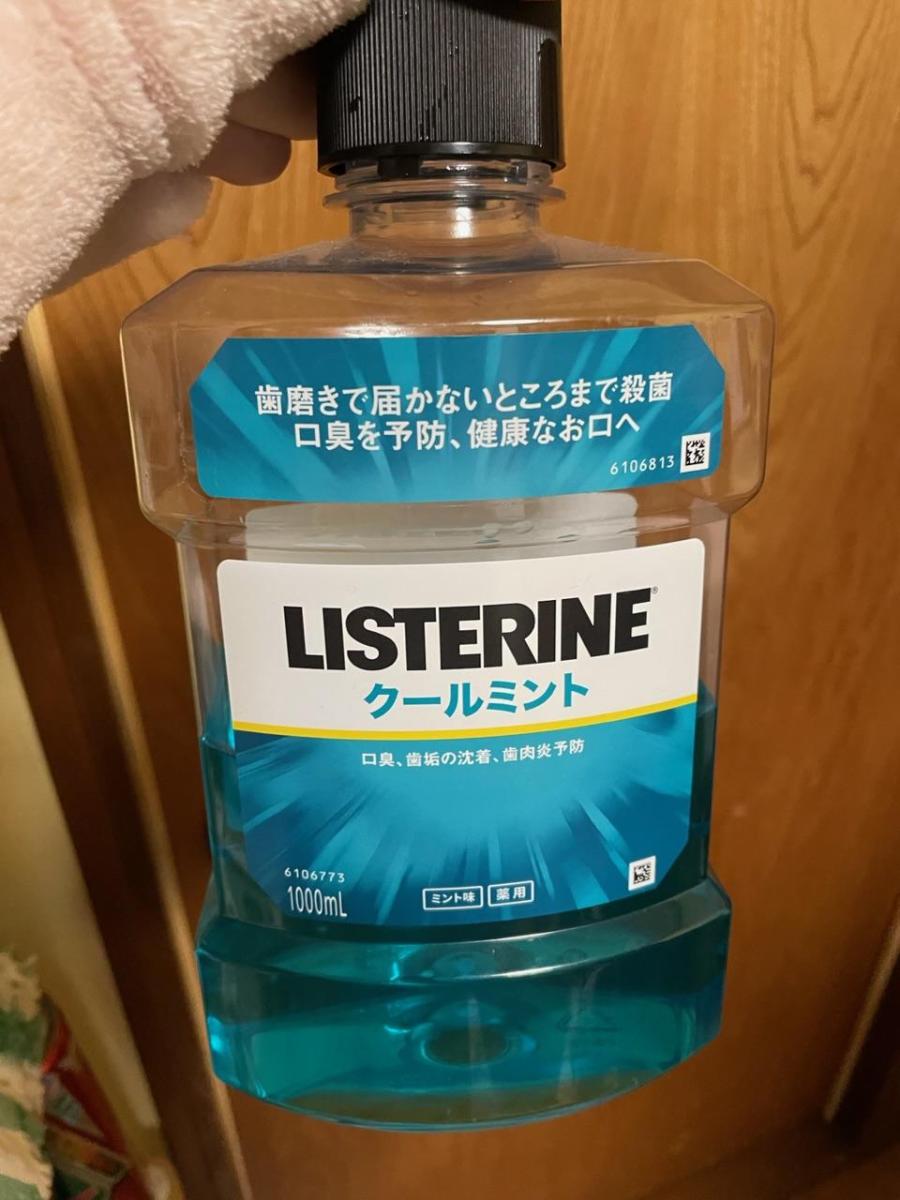 歯磨きで届かないところまで殺菌
口臭を予防、健康なお口へ
6106813
LISTERINE®
クールミント
口臭、歯垢の沈着、歯肉炎予防
6106773
1000mL
ミント味 薬用